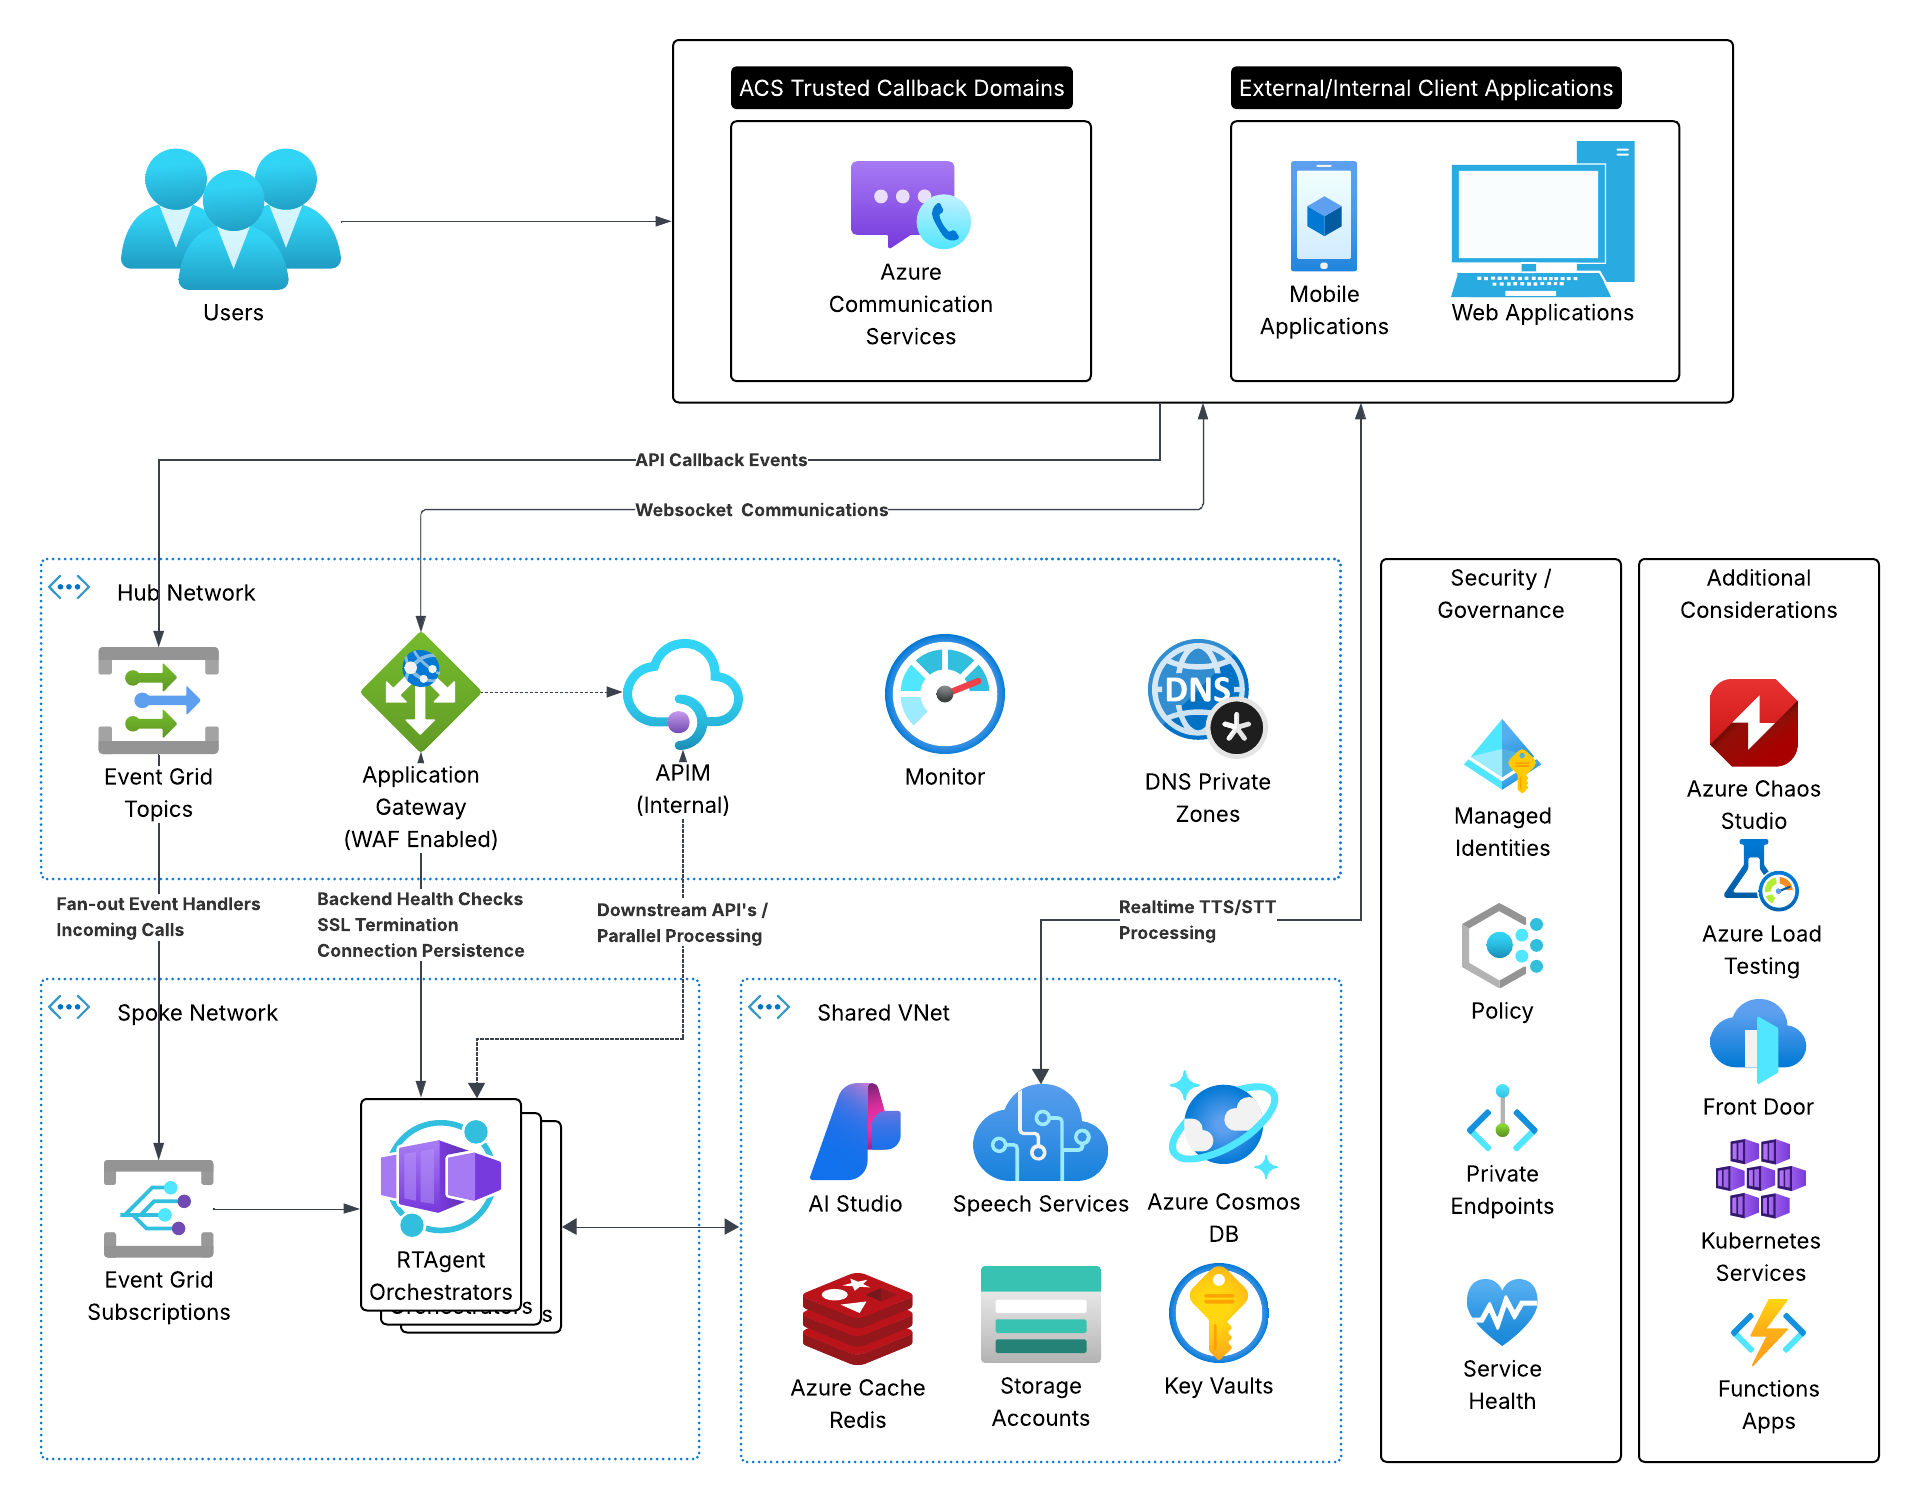 ACS Trusted Callback Domains
External/Internal Client Applications
Azure
Communication
Services
Mobile
Applications
Web Applications
Users
API Callback Events
Websocket  Communications
Hub Network
Event Grid
Topics
Application
Gateway
(WAF Enabled)
APIM
(Internal)
Monitor
DNS
DNS Private
Zones
Fan-out Event Handlers
Incoming Calls
Backend Health Checks
SSL Termination
Connection Persistence
Downstream API's /
Parallel Processing
Realtime TTS/STT
Processing
Spoke Network
Event Grid
Subscriptions
RTAgent
Orchestrators
Shared VNet
AI Studio
Speech Services
Azure Cosmos
DB
Azure Cache
Redis
Storage
Accounts
Key Vaults
Security /
Governance
Managed
Identities
Policy
Private
Endpoints
Service
Health
Additional
Considerations
Azure Chaos
Studio
Azure Load
Testing
Front Door
Kubernetes
Services
Functions
Apps